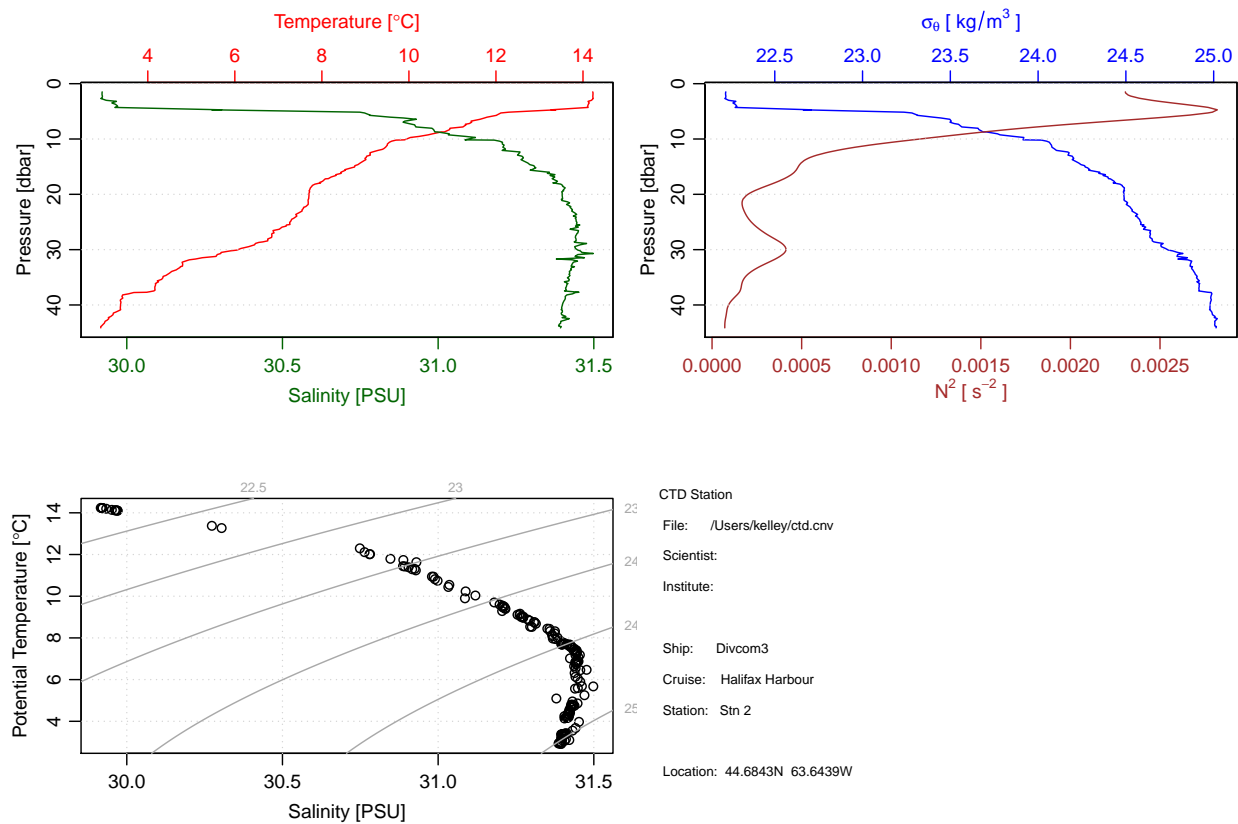 Temperature [°C]
4 6 8 10 12 14
0
10
20
30
40
Pressure [dbar]
30.0 30.5 31.0 31.5
Salinity [PSU]
σθ [ kg/m³ ]
22.5 23.0 23.5 24.0 24.5 25.0
0
10
20
30
40
Pressure [dbar]
0.0000 0.0005 0.0010 0.0015 0.0020 0.0025
N² [ s⁻² ]
22.5 23
23
24
24
25
14
12
10
8
6
4
Potential Temperature [°C]
30.0 30.5 31.0 31.5
Salinity [PSU]
CTD Station
File: /Users/kelley/ctd.cnv
Scientist:
Institute:
Ship: Divcom3
Cruise: Halifax Harbour
Station: Stn 2
Location: 44.6843N 63.6439W